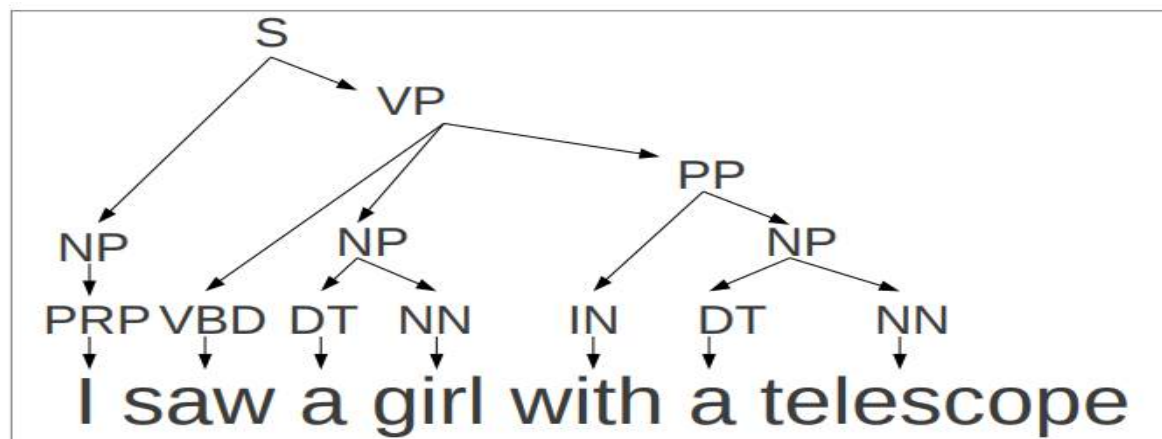 S
VP
PP
NP NP NP
PRP VBD DT NN IN DT NN
I saw a girl with a telescope